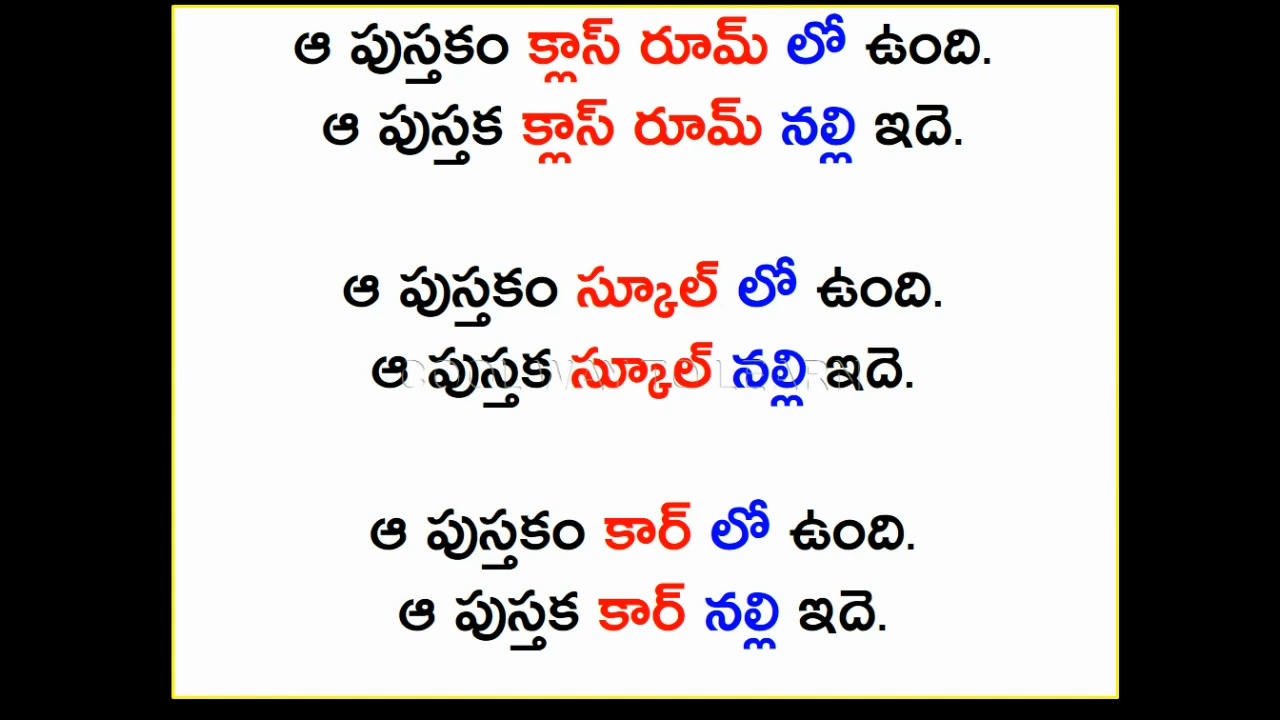 ఆ పుస్తకం క్లాస్ రూమ్ లో ఉంది.
ఆ పుస్తక క్లాస్ రూమ్ నల్లి ఇదె.
ఆ పుస్తకం స్కూల్ లో ఉంది.
ఆ పుస్తక స్కూల్ నల్లి ఇదె.
ఆ పుస్తకం కార్ లో ఉంది.
ఆ పుస్తక కార్ నల్లి ఇదె.